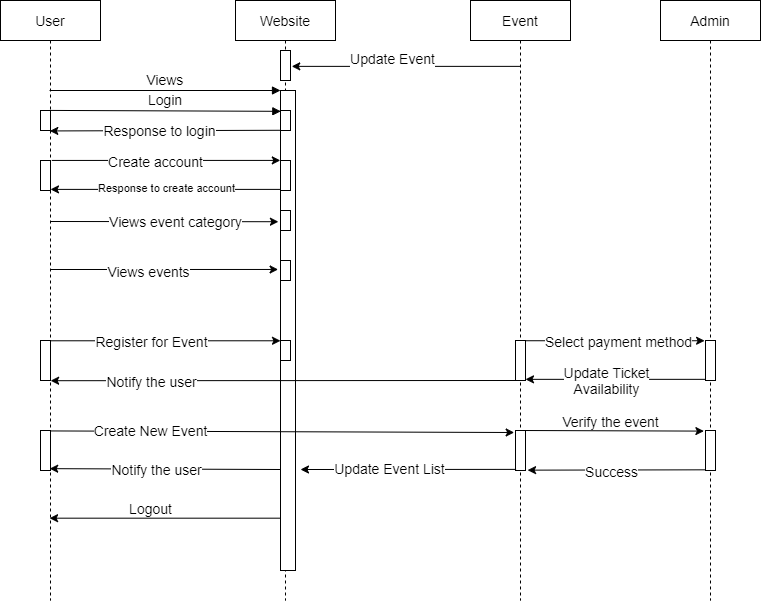 User
Website
Event
Admin
Update Event
Views
Login
Response to login
Create account
Response to create account
Views event category
Views events
Register for Event
Select payment method
Notify the user
Update Ticket
Availability
Create New Event
Verify the event
Notify the user
Update Event List
Success
Logout